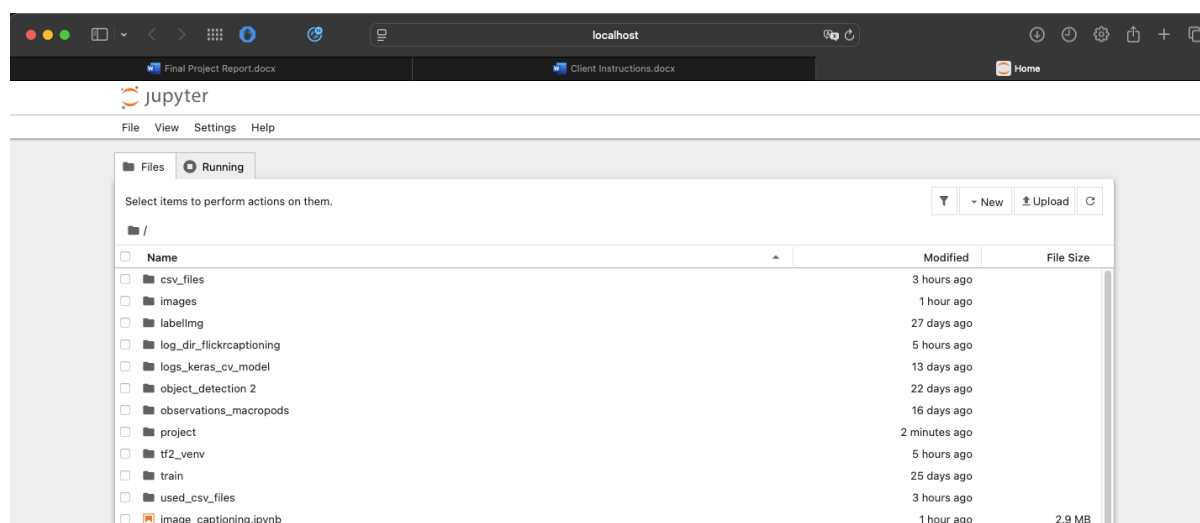 localhost
Final Project Report.docx Client Instructions.docx Home
jupyter
File View Settings Help
Files Running
Select items to perform actions on them. New Upload
/
Name Modified File Size
csv_files 3 hours ago
images 1 hour ago
labelImg 27 days ago
log_dir_flickrcaptioning 5 hours ago
logs_keras_cv_model 13 days ago
object_detection 2 22 days ago
observations_macropods 16 days ago
project 2 minutes ago
tf2_venv 5 hours ago
train 25 days ago
used_csv_files 3 hours ago
image_captioning.ipynb 1 hour ago 2.9 MB